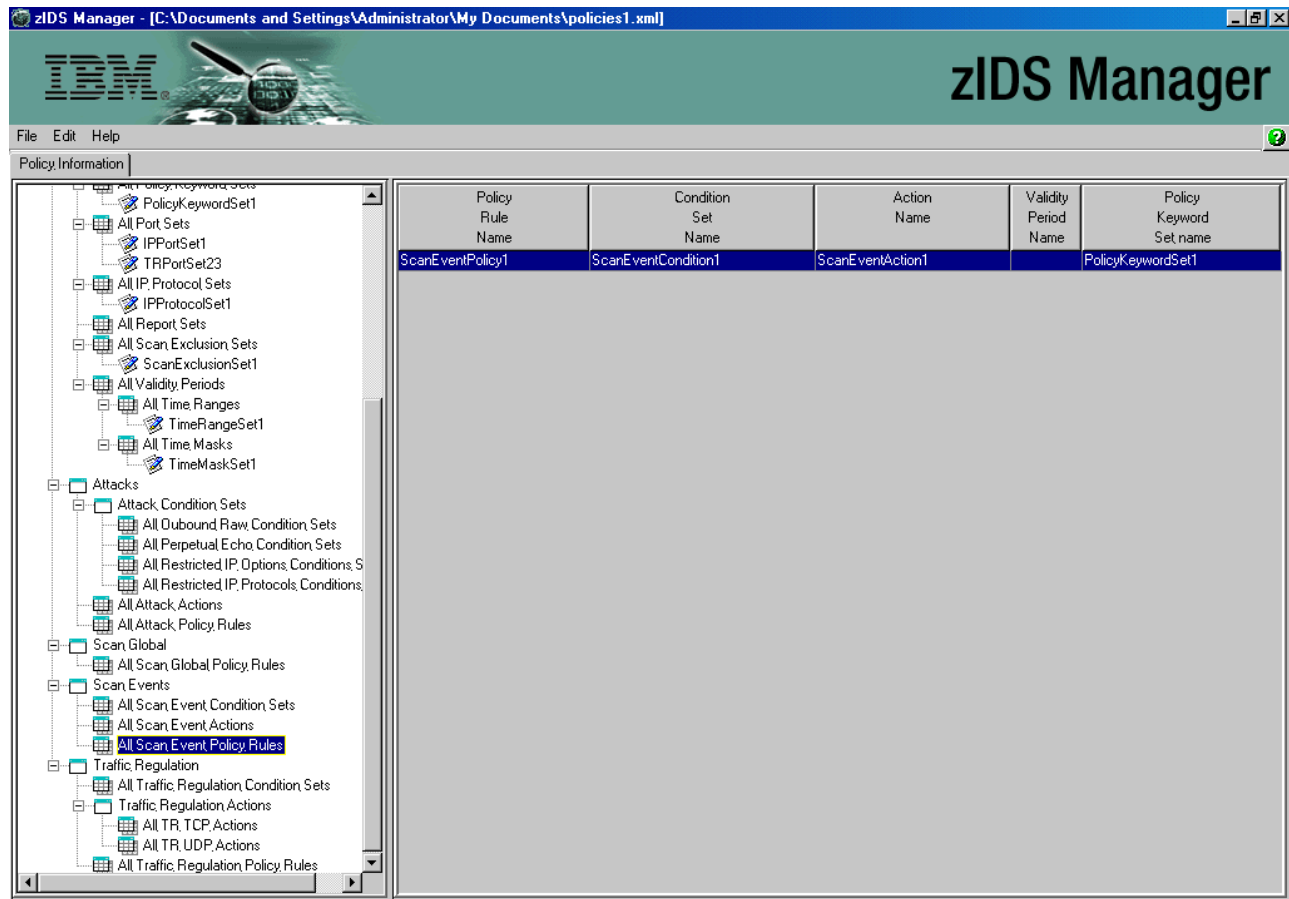 zIDS Manager - [C:\Documents and Settings\Administrator\My Documents\policies1.xml]
IBM®
zIDS Manager
File Edit Help
Policy Information
All Policy Keyword Sets
PolicyKeywordSet1
All Port Sets
IPPortSet1
TRPortSet23
All IP Protocol Sets
IPProtocolSet1
All Report Sets
All Scan Exclusion Sets
ScanExclusionSet1
All Validity Periods
All Time Ranges
TimeRangeSet1
All Time Masks
TimeMaskSet1
Attacks
Attack Condition Sets
All Oubound Raw Condition Sets
All Perpetual Echo Condition Sets
All Restricted IP Options Conditions S
All Restricted IP Protocols Conditions
All Attack Actions
All Attack Policy Rules
Scan Global
All Scan Global Policy Rules
Scan Events
All Scan Event Condition Sets
All Scan Event Actions
All Scan Event Policy Rules
Traffic Regulation
All Traffic Regulation Condition Sets
Traffic Regulation Actions
All TR TCP Actions
All TR UDP Actions
All Traffic Regulation Policy Rules
Policy Condition Action Validity Policy
Rule Set Name Period Keyword
Name Name Name Set name
ScanEventPolicy1 ScanEventCondition1 ScanEventAction1 PolicyKeywordSet1